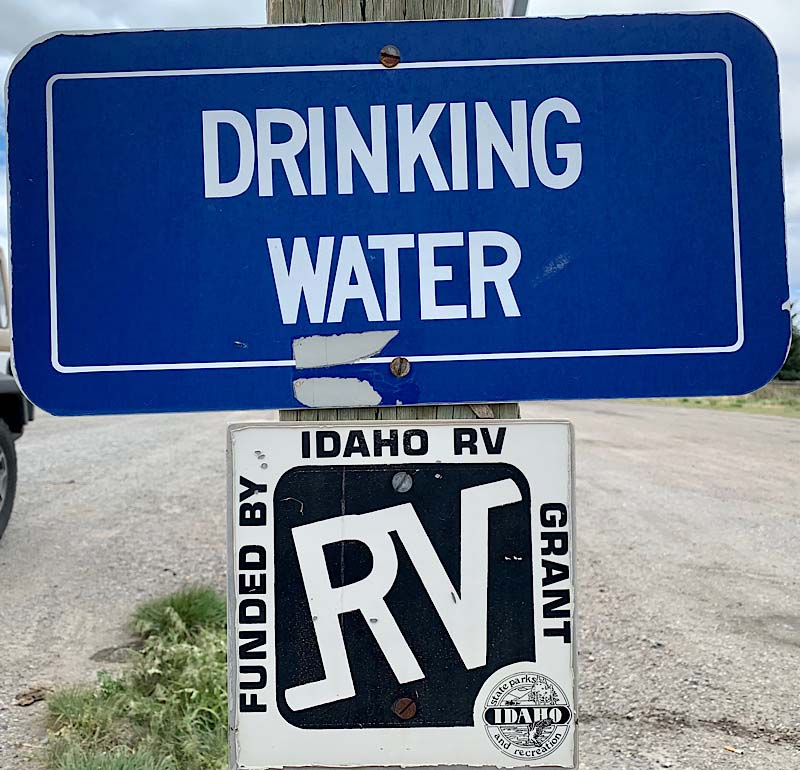 DRINKING
WATER
FUNDED BY
IDAHO RV
GRANT
RV
state parks
IDAHO
and recreation